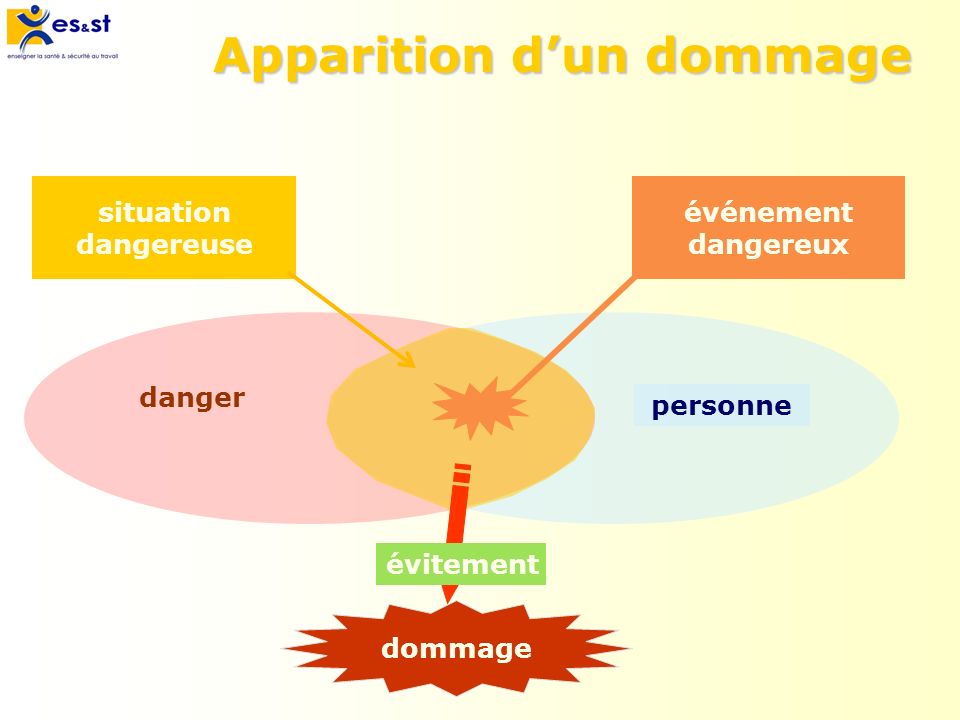 es&st
enseigner la santé & sécurité au travail
Apparition d’un dommage
situation
dangereuse
événement
dangereux
danger
personne
évitement
dommage